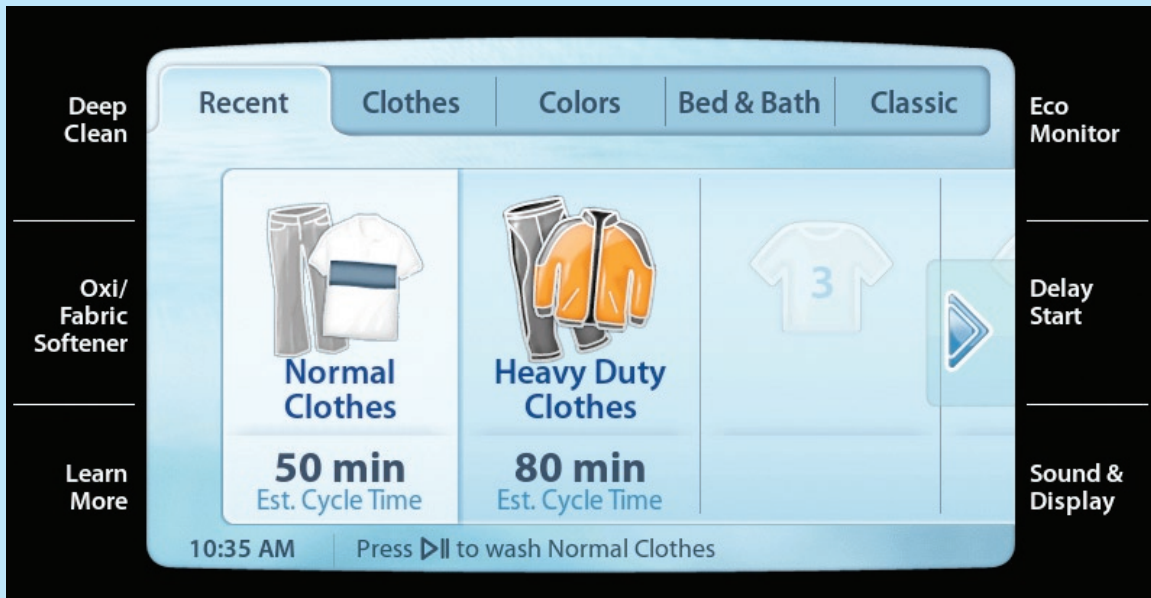 Deep
Clean
Oxi/
Fabric
Softener
Learn
More
Recent
Clothes
Colors
Bed & Bath
Classic
Normal
Clothes
50 min
Est. Cycle Time
Heavy Duty
Clothes
80 min
Est. Cycle Time
3
10:35 AM
Press ▷|| to wash Normal Clothes
Eco
Monitor
Delay
Start
Sound &
Display